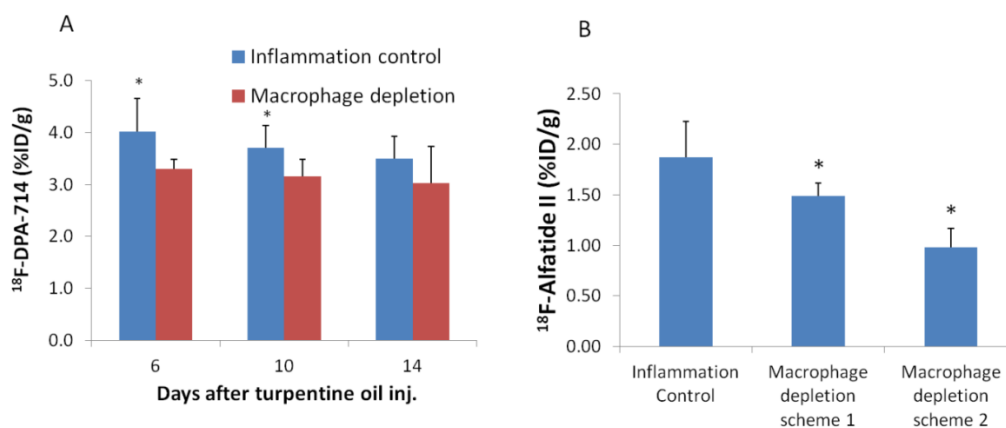 A
Inflammation control
Macrophage depletion
¹⁸F-DPA-714 (%ID/g)
5.0
4.0
3.0
2.0
1.0
0.0
*
*
6 10 14
Days after turpentine oil inj.
B
¹⁸F-Alfatide II (%ID/g)
2.50
2.00
1.50
1.00
0.50
0.00
*
*
Inflammation
Control
Macrophage
depletion
scheme 1
Macrophage
depletion
scheme 2